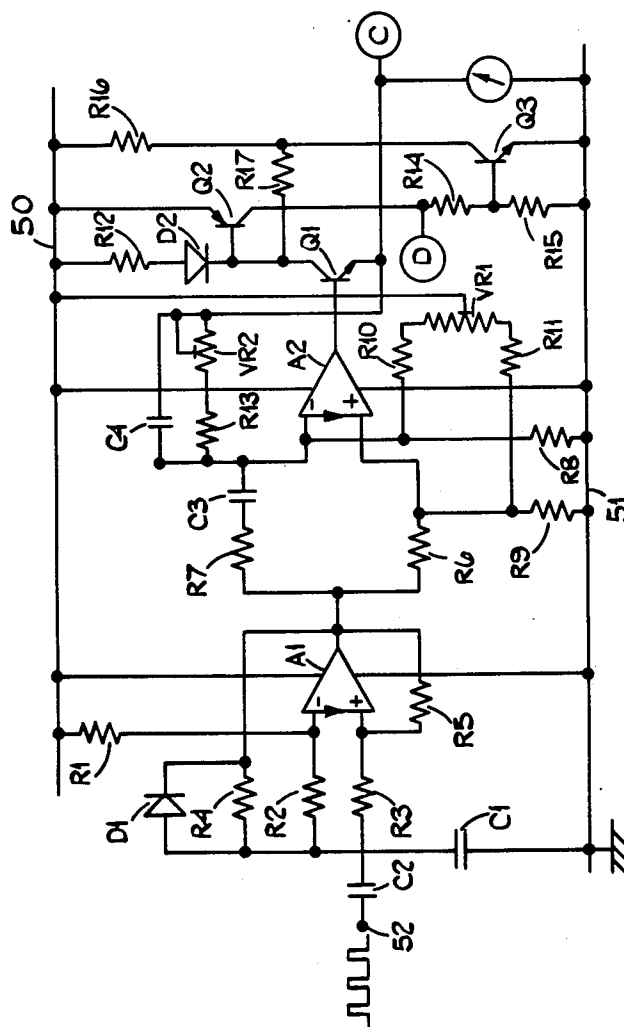 50
R16
R12
D2
Q2
R17
Q1
C
Q3
R14
R15
D
VR1
R10
R11
A2
-
+
VR2
R13
C4
C3
R7
R6
R8
R9
51
A1
-
+
R5
R1
D1
R4
R2
R3
C1
C2
52